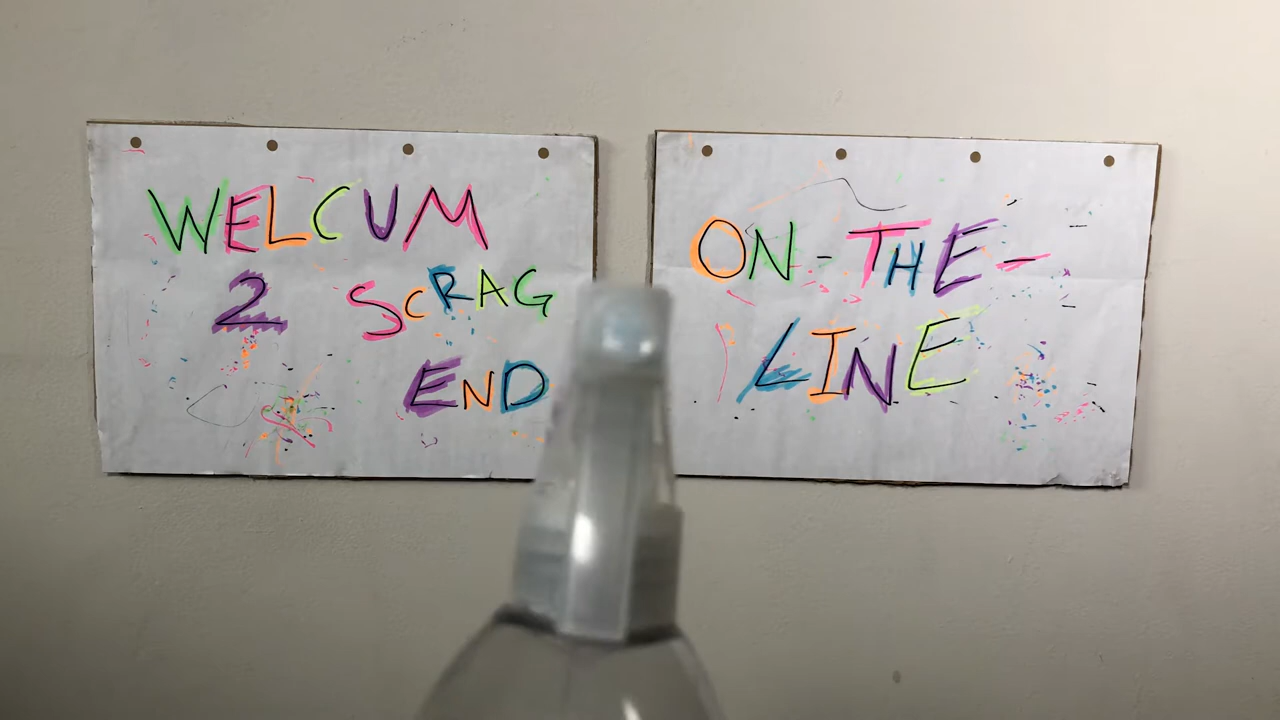 WELCUM
2 SCRAG
END
ON-THE-
LINE